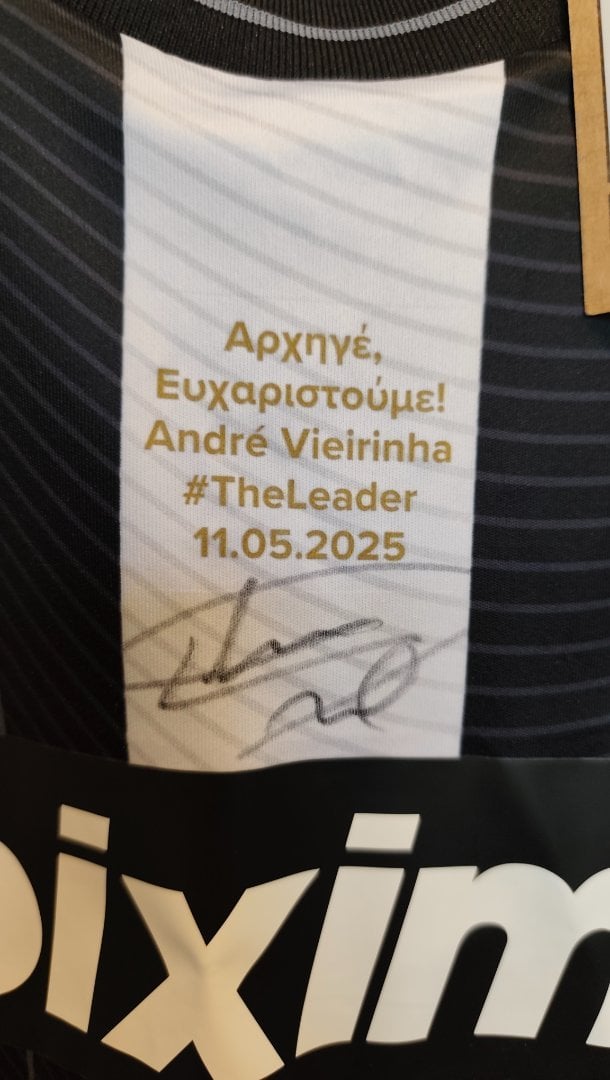 Αρχηγέ,
Ευχαριστούμε!
André Vieirinha
#TheLeader
11.05.2025